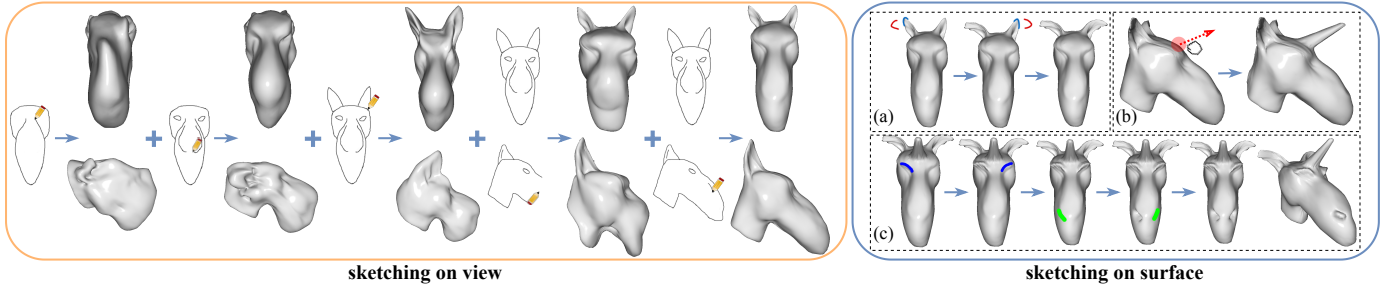 (a)
(b)
(c)
sketching on view
sketching on surface